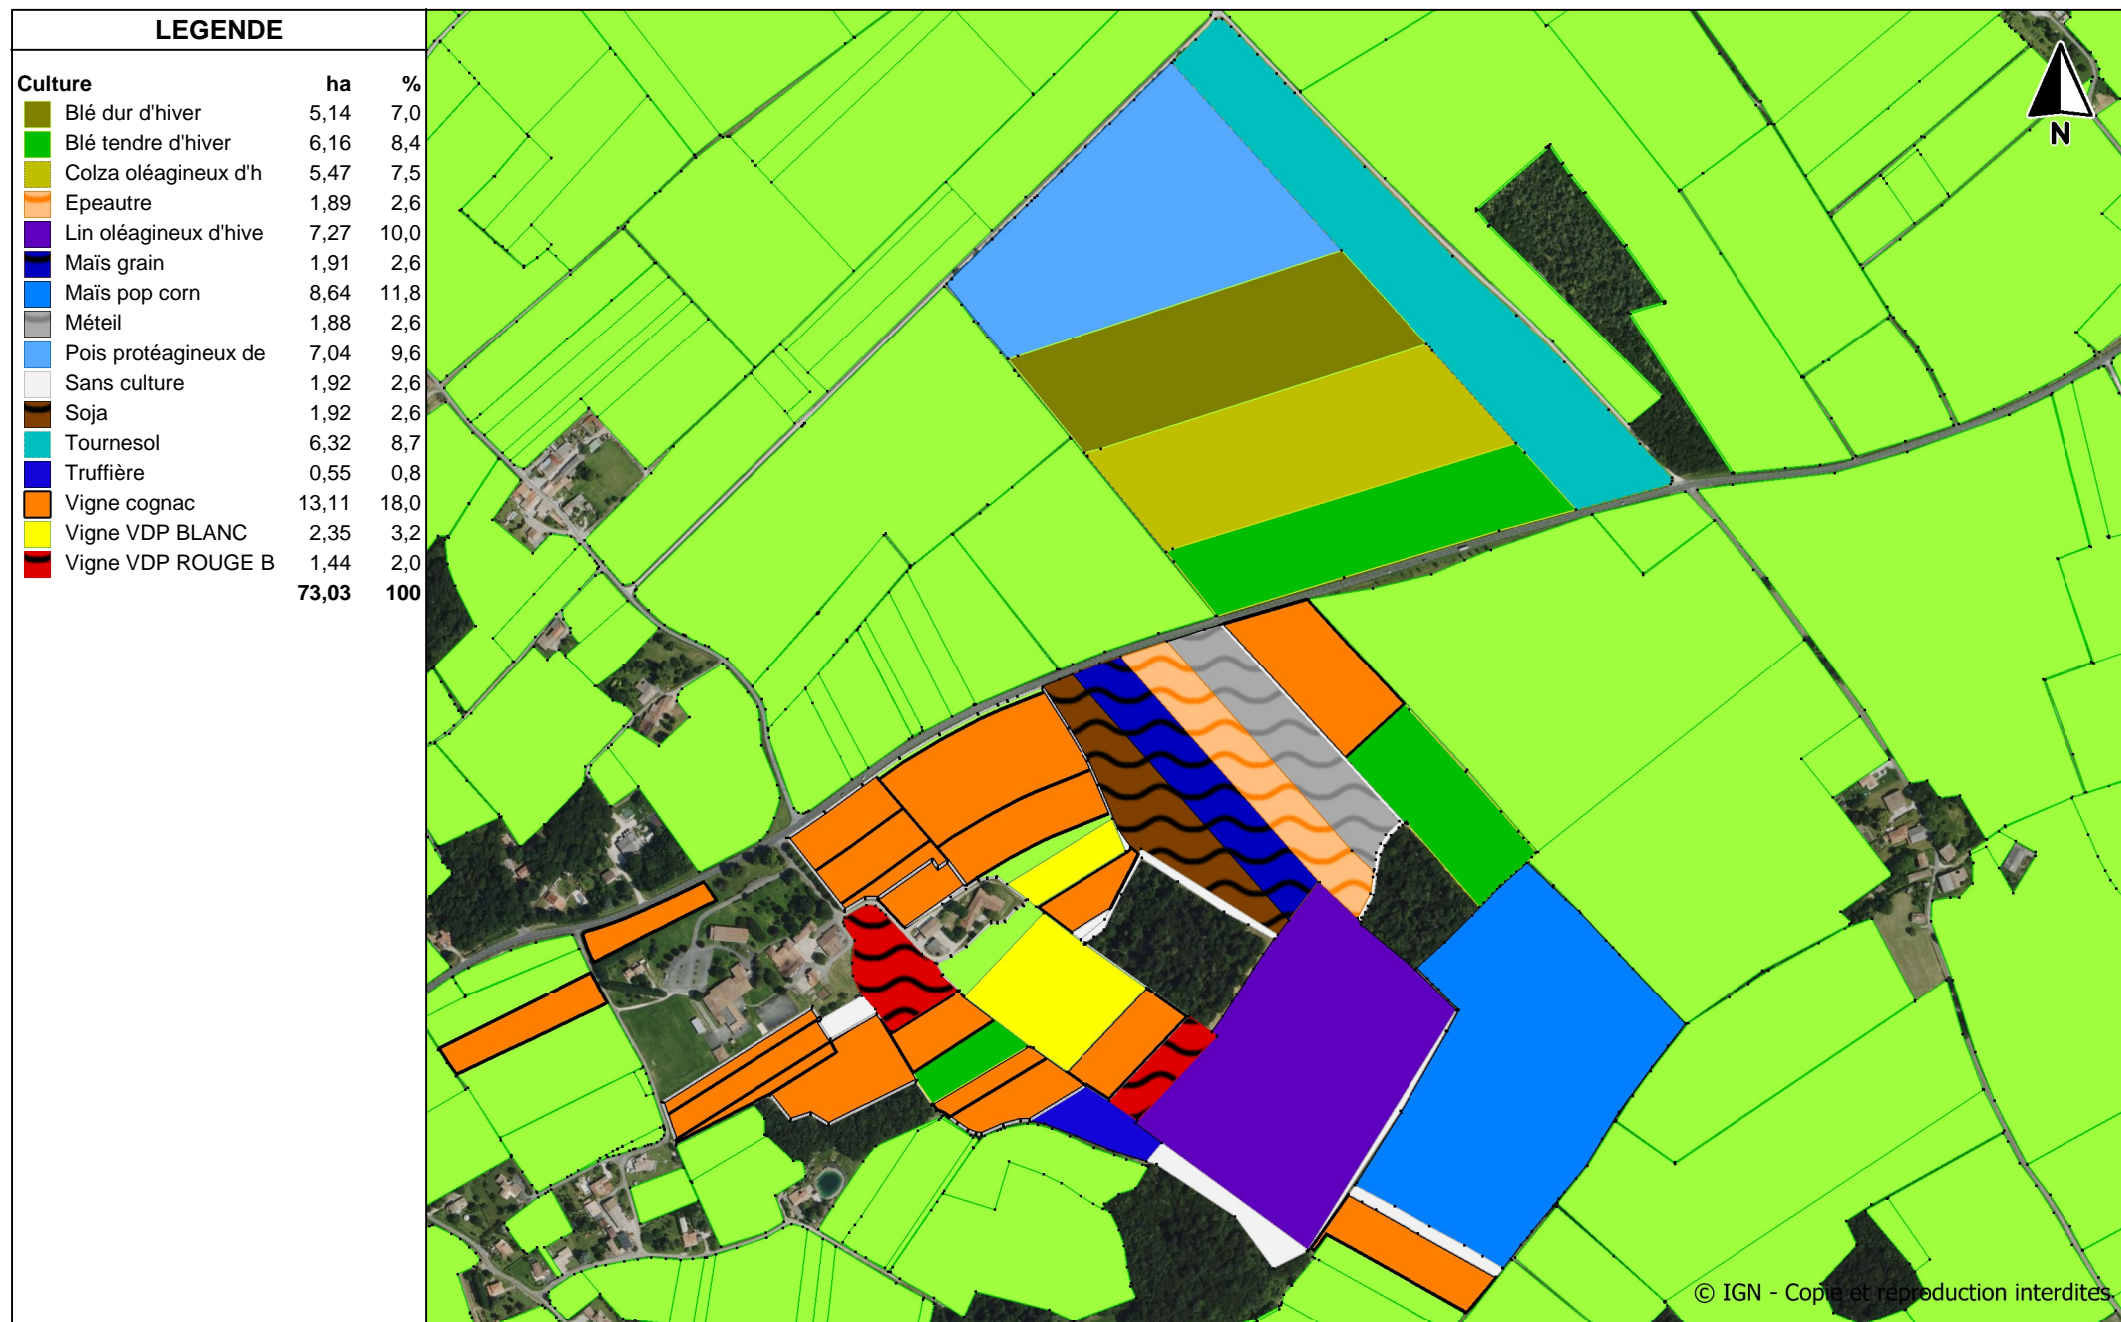 LEGENDE
Culture ha %
Blé dur d'hiver 5,14 7,0
Blé tendre d'hiver 6,16 8,4
Colza oléagineux d'h 5,47 7,5
Epeautre 1,89 2,6
Lin oléagineux d'hive 7,27 10,0
Maïs grain 1,91 2,6
Maïs pop corn 8,64 11,8
Méteil 1,88 2,6
Pois protéagineux de 7,04 9,6
Sans culture 1,92 2,6
Soja 1,92 2,6
Tournesol 6,32 8,7
Truffière 0,55 0,8
Vigne cognac 13,11 18,0
Vigne VDP BLANC 2,35 3,2
Vigne VDP ROUGE B 1,44 2,0
73,03 100
N
© IGN - Copie et reproduction interdites